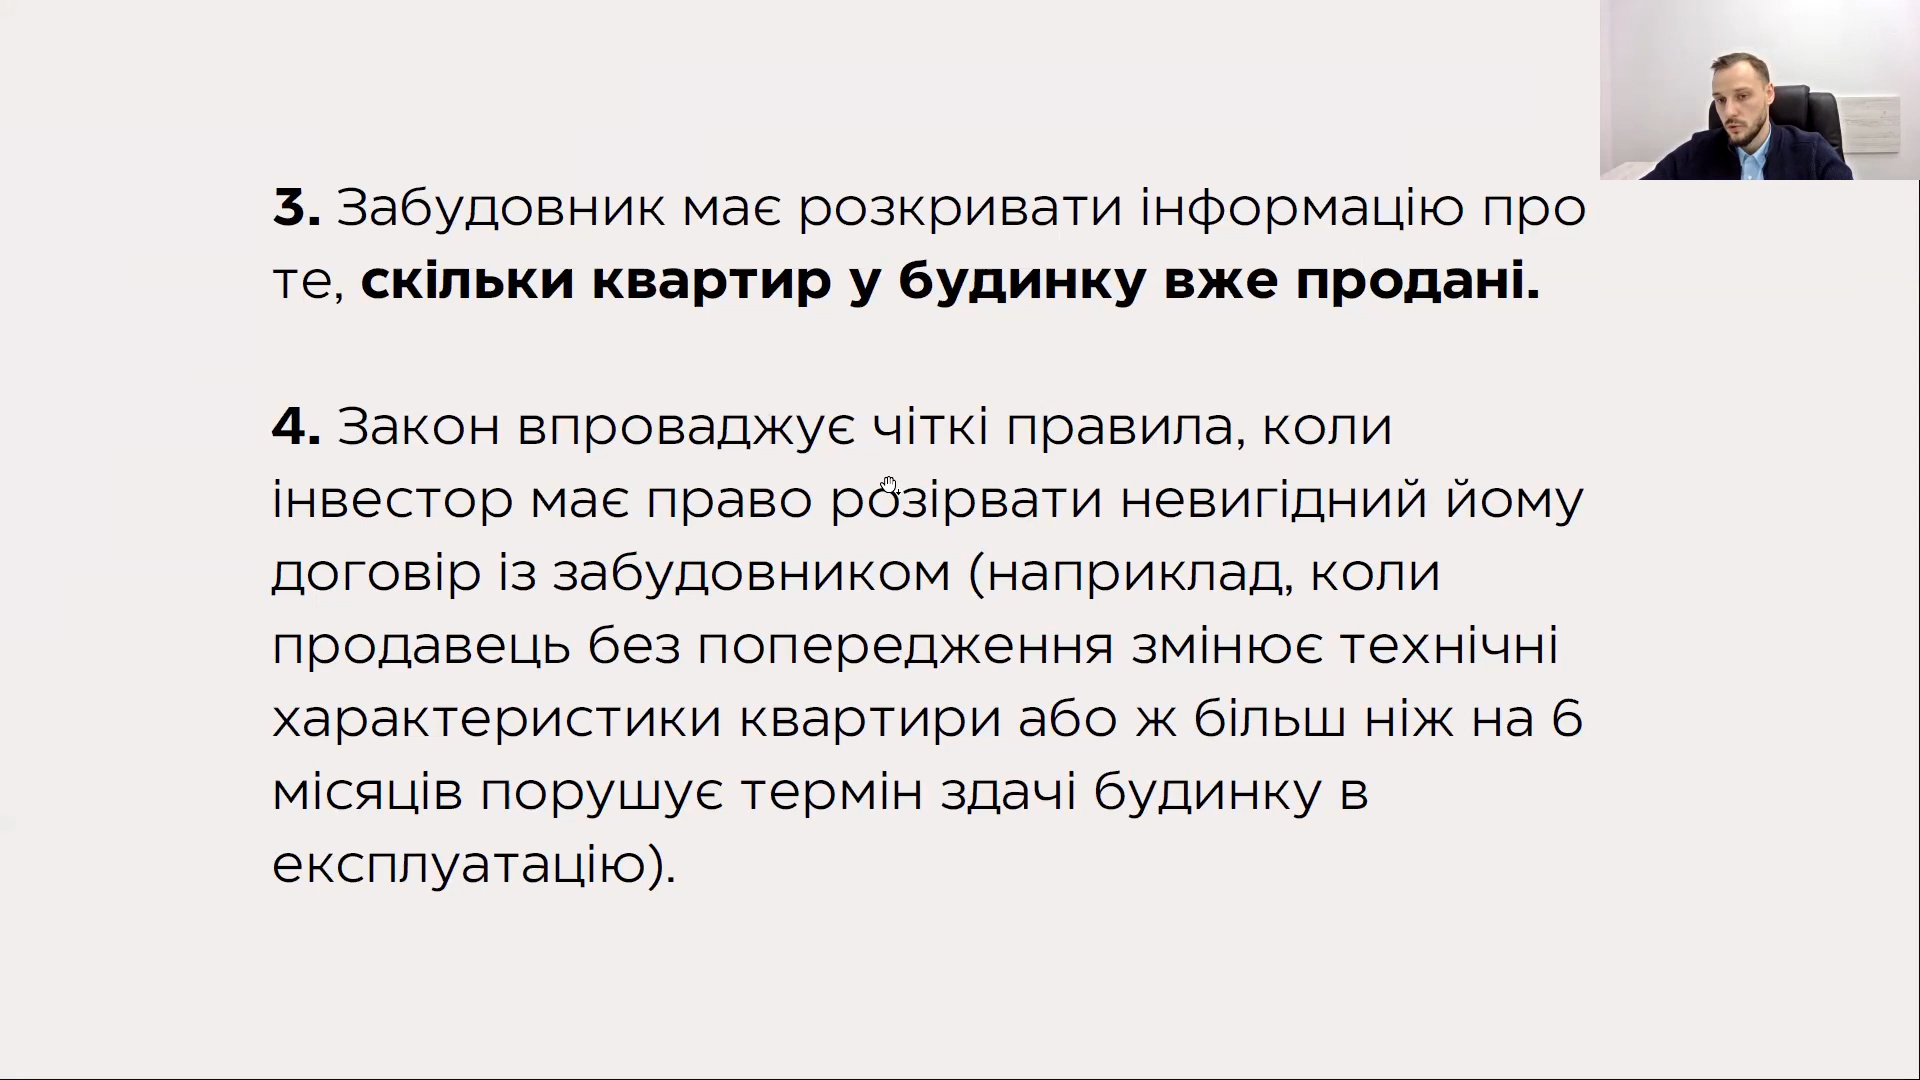 3. Забудовник має розкривати інформацію про
те, скільки квартир у будинку вже продані.
4. Закон впроваджує чіткі правила, коли
інвестор має право розірвати невигідний йому
договір із забудовником (наприклад, коли
продавець без попередження змінює технічні
характеристики квартири або ж більш ніж на 6
місяців порушує термін здачі будинку в
експлуатацію).